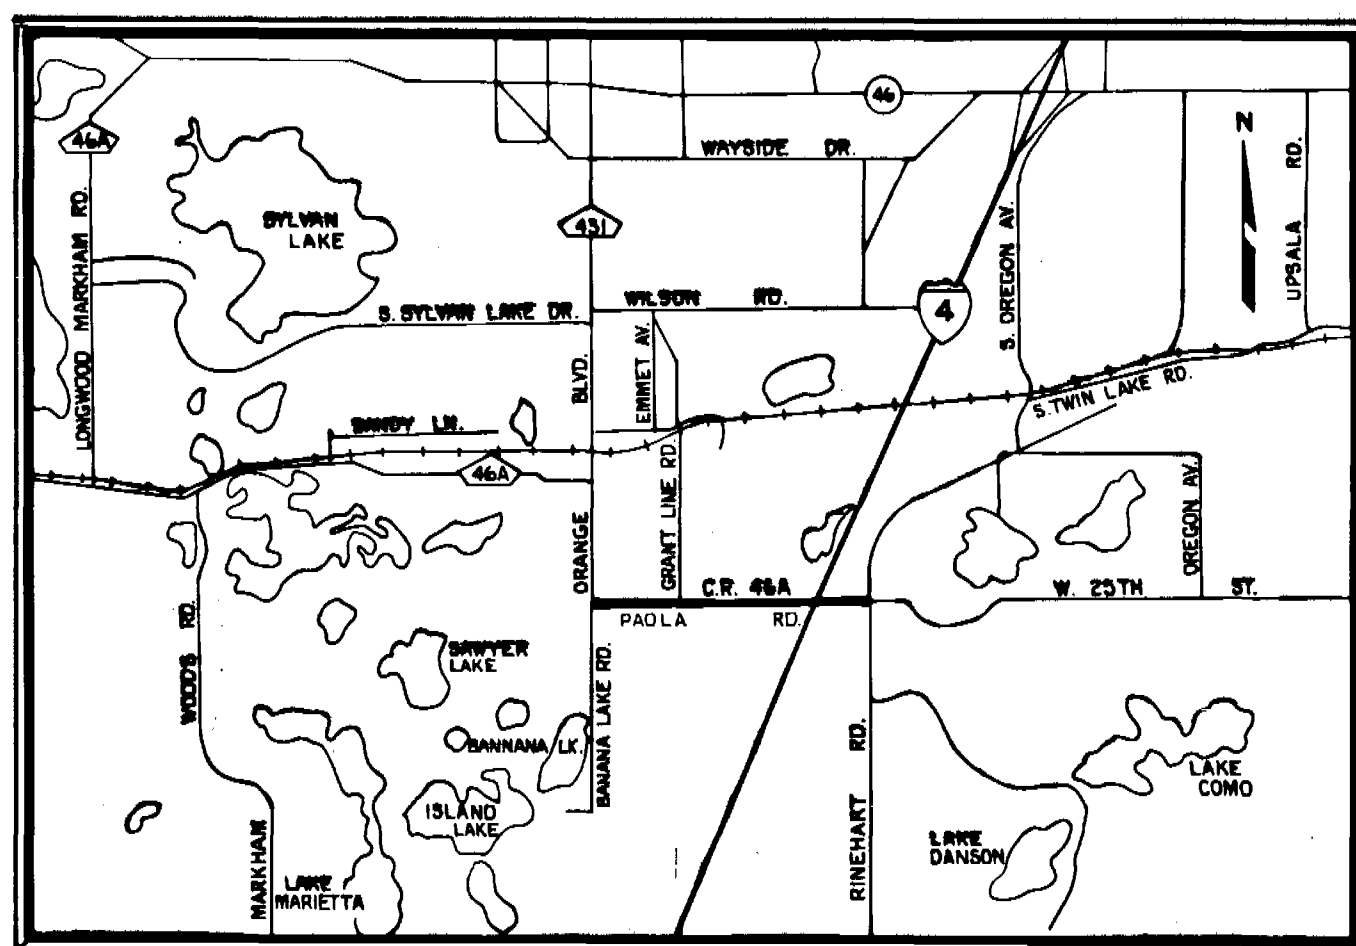 46
46A
N
WAYSIDE DR.
UPSALA RD.
LONGWOOD MARKHAM RD.
SYLVAN
LAKE
431
S. OREGON AV.
WILSON RD.
4
S. SYLVAN LAKE DR.
EMMET AV.
BLVD.
S. TWIN LAKE RD.
SANDY LN.
46A
GRANT LINE RD.
OREGON AV.
ORANGE
C.R. 46A
W. 25TH ST.
PAOLA RD.
WOODS RD.
SAWYER
LAKE
BANANA LAKE RD.
BANNANA LK.
RINEHART RD.
LAKE
COMO
ISLAND
LAKE
MARKHAM
LAKE
DANSON
LAKE
MARIETTA